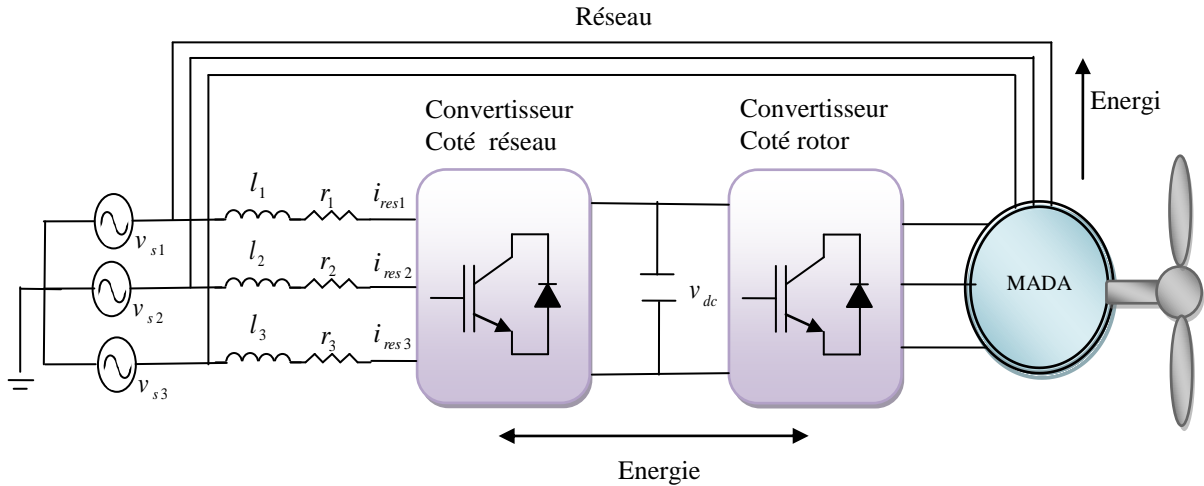 Réseau
Energi
Convertisseur
Coté réseau
Convertisseur
Coté rotor
l1 r1 ires1
vs1
l2 r2 ires2
vs2
l3 r3 ires3
vs3
vdc
MADA
Energie